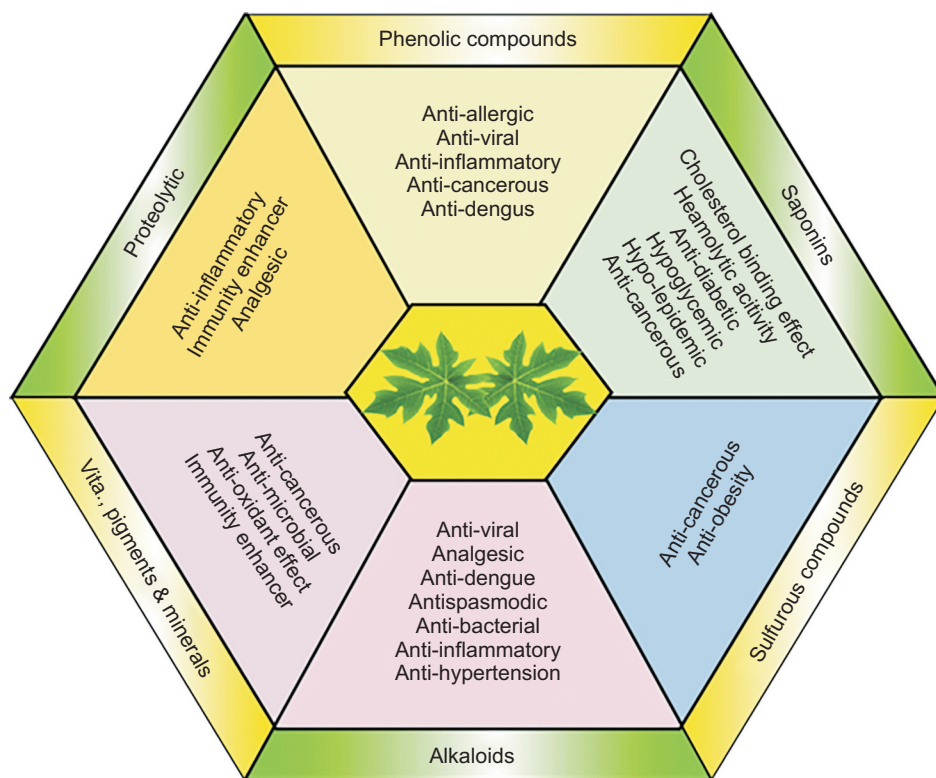 Phenolic compounds
Anti-allergic
Anti-viral
Anti-inflammatory
Anti-cancerous
Anti-dengus
Saponins
Cholesterol binding effect
Heamolytic acitivity
Anti-diabetic
Hypoglycemic
Hypo-lepidemic
Anti-cancerous
Sulfurous compounds
Anti-cancerous
Anti-obesity
Alkaloids
Anti-viral
Analgesic
Anti-dengue
Antispasmodic
Anti-bacterial
Anti-inflammatory
Anti-hypertension
Vita., pigments & minerals
Anti-cancerous
Anti-microbial
Anti-oxidant effect
Immunity enhancer
Proteolytic
Anti-inflammatory
Immunity enhancer
Analgesic